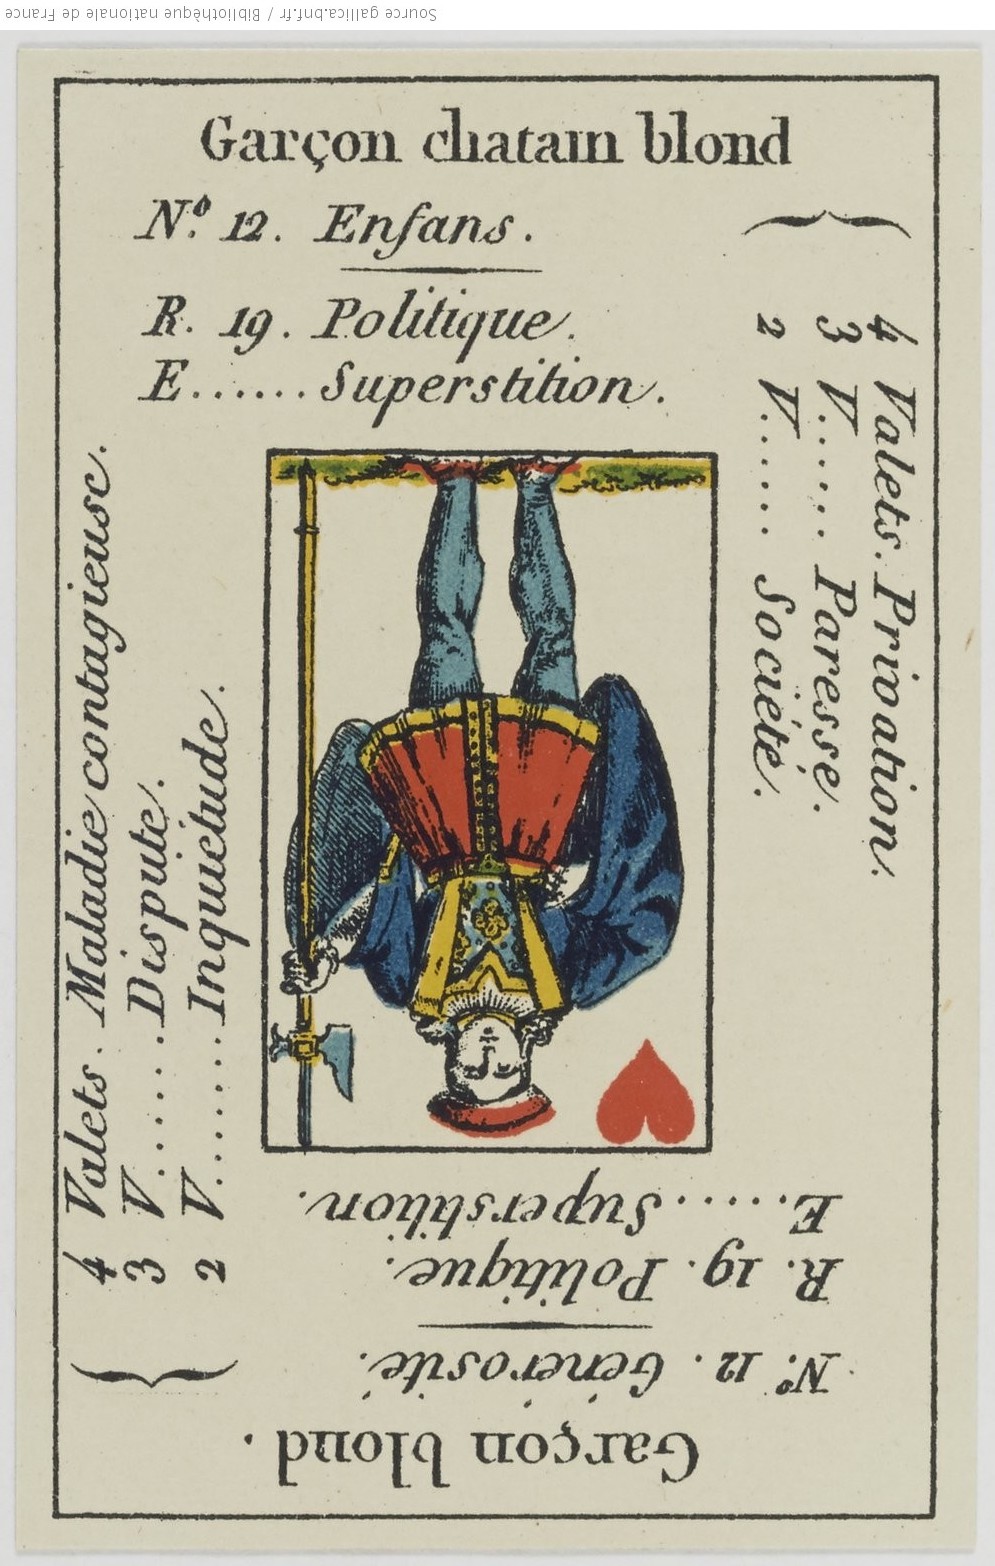 Source gallica.bnf.fr / Bibliothèque nationale de France
Garçon chatain blond
N.º 12. Enfans.
R. 19. Politique.
E...... Superstition.
4 Valets. Privation.
3 V...... Paresse.
2 V...... Société.
4 Valets. Maladie contagieuse.
3 V...... Dispute.
2 V....... Inquiétude.
Garçon blond.
N.º 12. Générosité.
R. 19. Politique.
E...... Superstition.